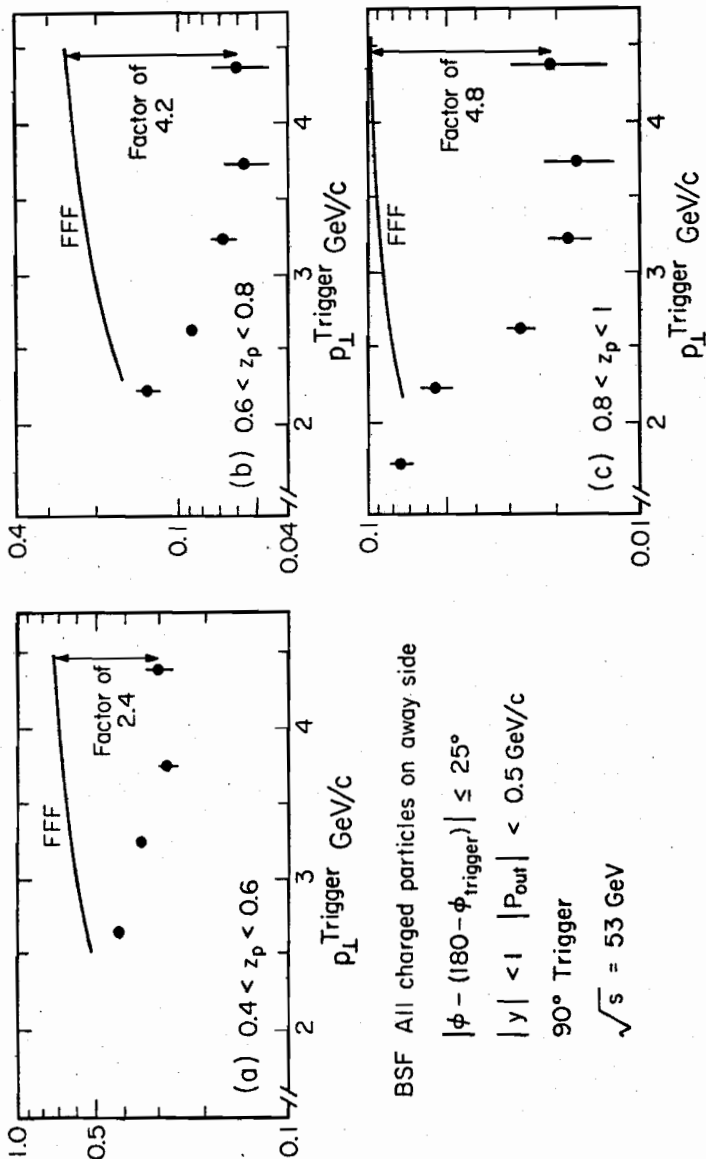 1.0
0.5
0.1
FFF
Factor of
2.4
(a) 0.4 < z_p < 0.6
2
3
4
p⊥^Trigger GeV/c
0.4
0.1
0.04
FFF
Factor of
4.2
(b) 0.6 < z_p < 0.8
2
3
4
p⊥^Trigger GeV/c
BSF All charged particles on away side
|φ − (180 − φ_trigger)| ≤ 25°
|y| < 1 |P_out| < 0.5 GeV/c
90° Trigger
√s = 53 GeV
0.1
0.01
FFF
Factor of
4.8
(c) 0.8 < z_p < 1
2
3
4
p⊥^Trigger GeV/c